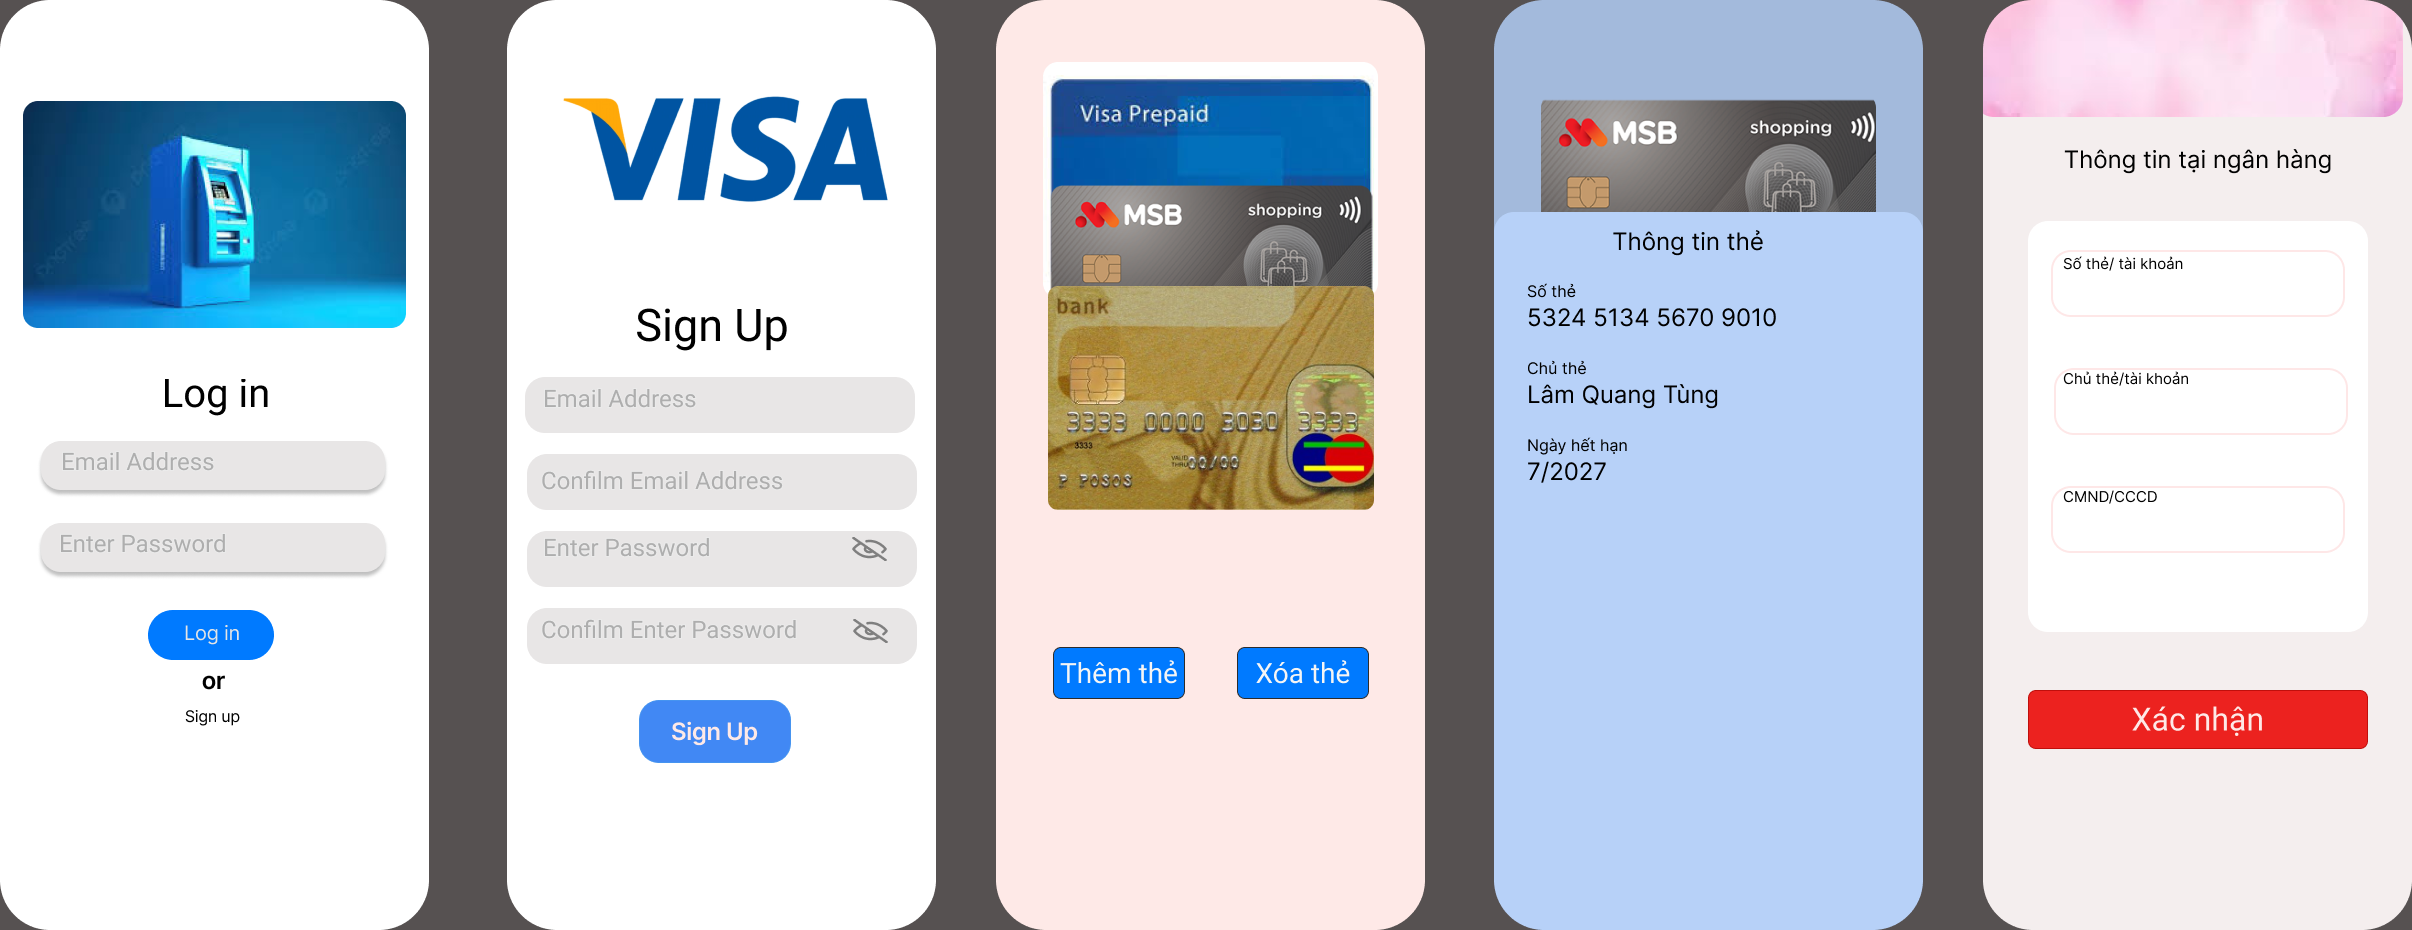 Log in
Email Address
Enter Password
Log in
or
Sign up
VISA
Sign Up
Email Address
Confilm Email Address
Enter Password
Confilm Enter Password
Sign Up
Visa Prepaid
MSB shopping
bank
3333 0000 3030 3333
3333
VALID THRU 00/00
P POSOS
Thêm thẻ
Xóa thẻ
MSB shopping
Thông tin thẻ
Số thẻ
5324 5134 5670 9010
Chủ thẻ
Lâm Quang Tùng
Ngày hết hạn
7/2027
Thông tin tại ngân hàng
Số thẻ/ tài khoản
Chủ thẻ/tài khoản
CMND/CCCD
Xác nhận